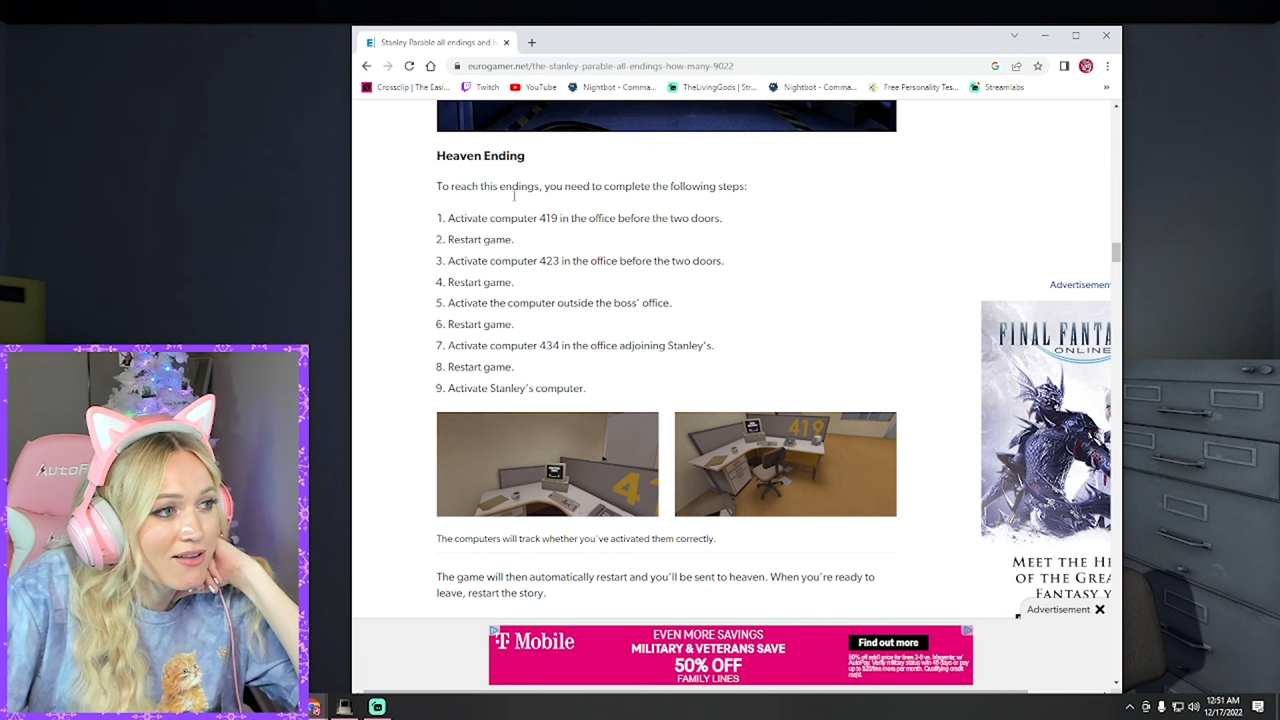 Stanley Parable all endings and h
eurogamer.net/the-stanley-parable-all-endings-how-many-9022
Crossclip | The Easi... Twitch YouTube Nightbot - Comma... TheLivingGods | Str... Nightbot - Comma... Free Personality Tes... Streamlabs
Heaven Ending
To reach this endings, you need to complete the following steps:
1. Activate computer 419 in the office before the two doors.
2. Restart game.
3. Activate computer 423 in the office before the two doors.
4. Restart game.
5. Activate the computer outside the boss' office.
6. Restart game.
7. Activate computer 434 in the office adjoining Stanley's.
8. Restart game.
9. Activate Stanley's computer.
419
The computers will track whether you've activated them correctly.
The game will then automatically restart and you'll be sent to heaven. When you're ready to
leave, restart the story.
Advertisement
FINAL FANTA
ONLINE
MEET THE HE
OF THE GREA
FANTASY Y
Advertisement
T Mobile
EVEN MORE SAVINGS
MILITARY & VETERANS SAVE
50% OFF
FAMILY LINES
Find out more
AutoF
12:51 AM
12/17/2022